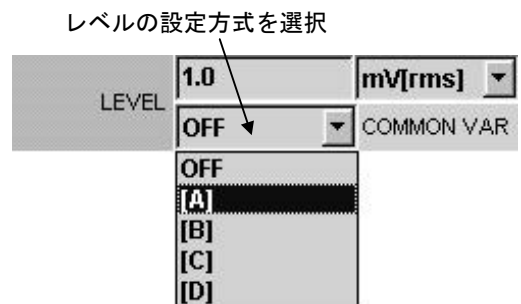 レベルの設定方式を選択
LEVEL
1.0
mV[rms]
OFF
COMMON VAR
OFF
[A]
[B]
[C]
[D]